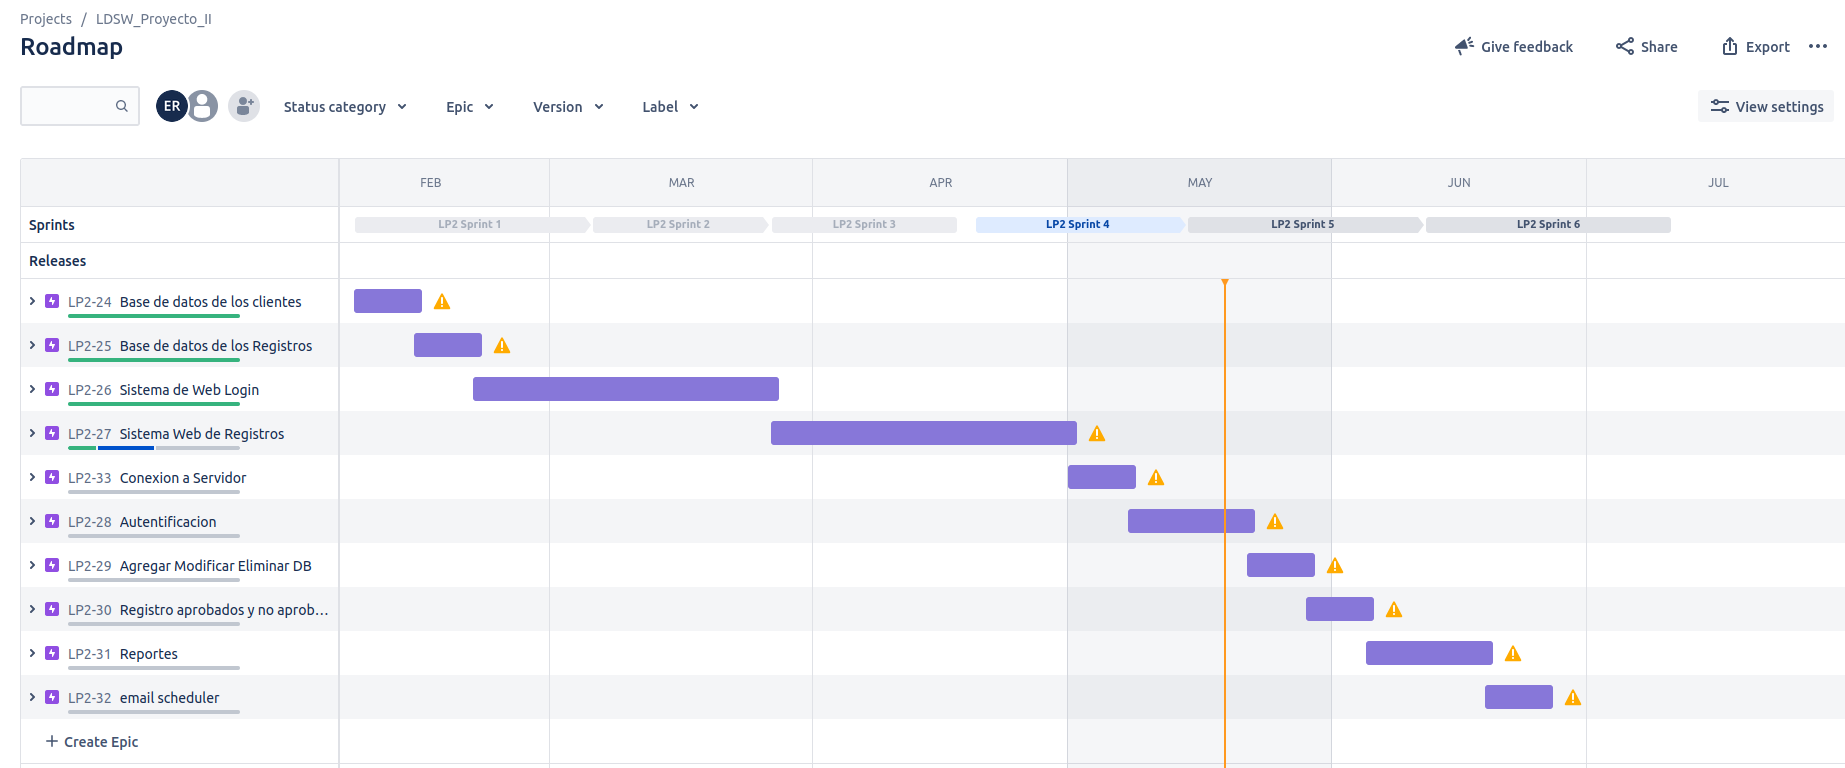 Projects / LDSW_Proyecto_II
Roadmap
Give feedback
Share
Export
ER
Status category
Epic
Version
Label
View settings
FEB MAR APR MAY JUN JUL
Sprints LP2 Sprint 1 LP2 Sprint 2 LP2 Sprint 3 LP2 Sprint 4 LP2 Sprint 5 LP2 Sprint 6
Releases
LP2-24 Base de datos de los clientes
LP2-25 Base de datos de los Registros
LP2-26 Sistema de Web Login
LP2-27 Sistema Web de Registros
LP2-33 Conexion a Servidor
LP2-28 Autentificacion
LP2-29 Agregar Modificar Eliminar DB
LP2-30 Registro aprobados y no aprob...
LP2-31 Reportes
LP2-32 email scheduler
+ Create Epic